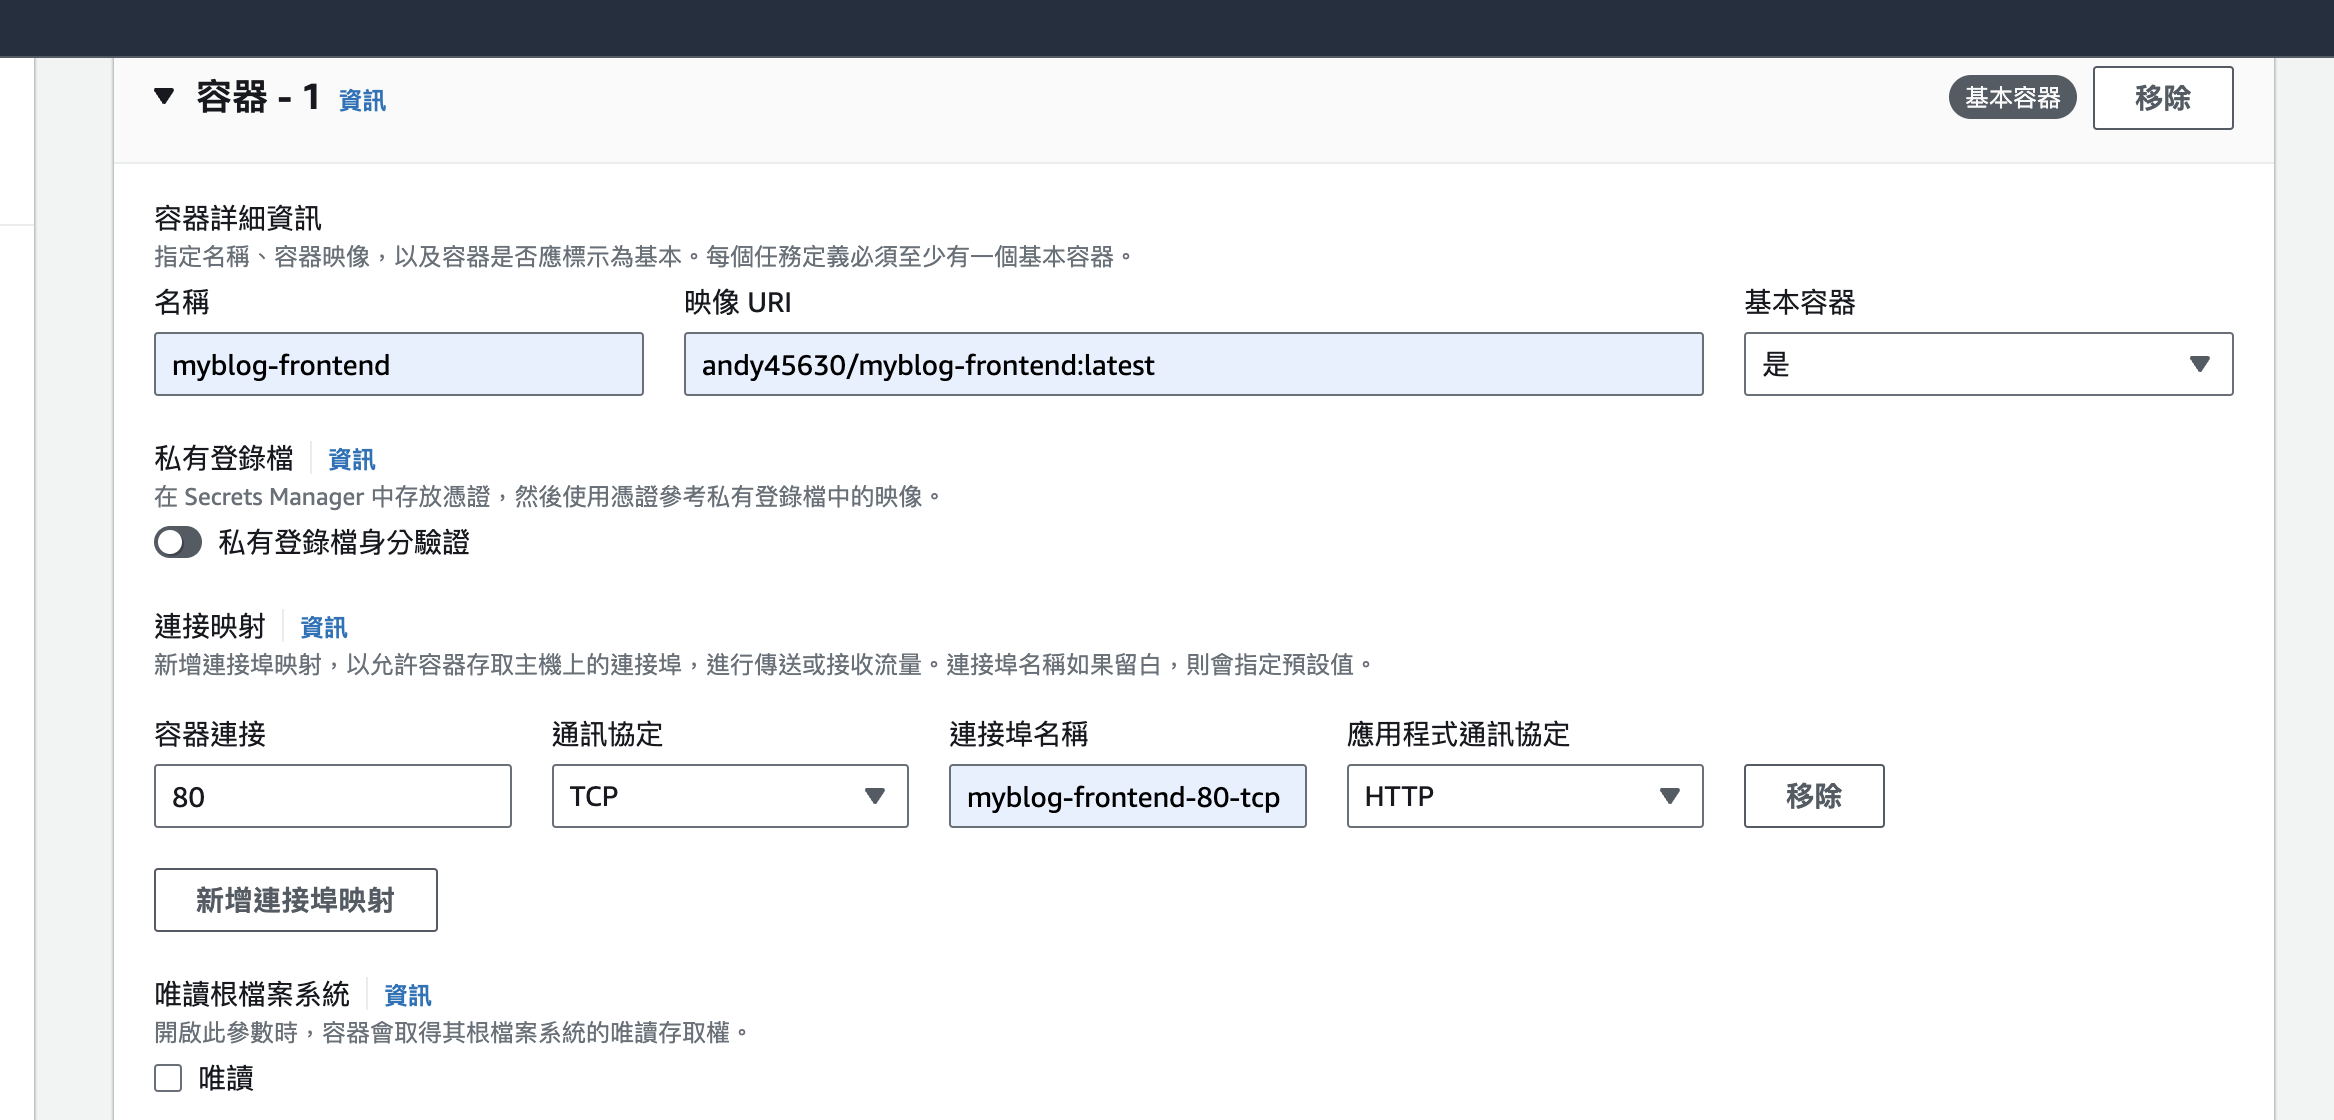 容器 - 1 資訊 基本容器 移除
容器詳細資訊
指定名稱、容器映像，以及容器是否應標示為基本。每個任務定義必須至少有一個基本容器。
名稱 映像 URI 基本容器
myblog-frontend andy45630/myblog-frontend:latest 是
私有登錄檔 資訊
在 Secrets Manager 中存放憑證，然後使用憑證參考私有登錄檔中的映像。
私有登錄檔身分驗證
連接映射 資訊
新增連接埠映射，以允許容器存取主機上的連接埠，進行傳送或接收流量。連接埠名稱如果留白，則會指定預設值。
容器連接 通訊協定 連接埠名稱 應用程式通訊協定
80 TCP myblog-frontend-80-tcp HTTP 移除
新增連接埠映射
唯讀根檔案系統 資訊
開啟此參數時，容器會取得其根檔案系統的唯讀存取權。
唯讀